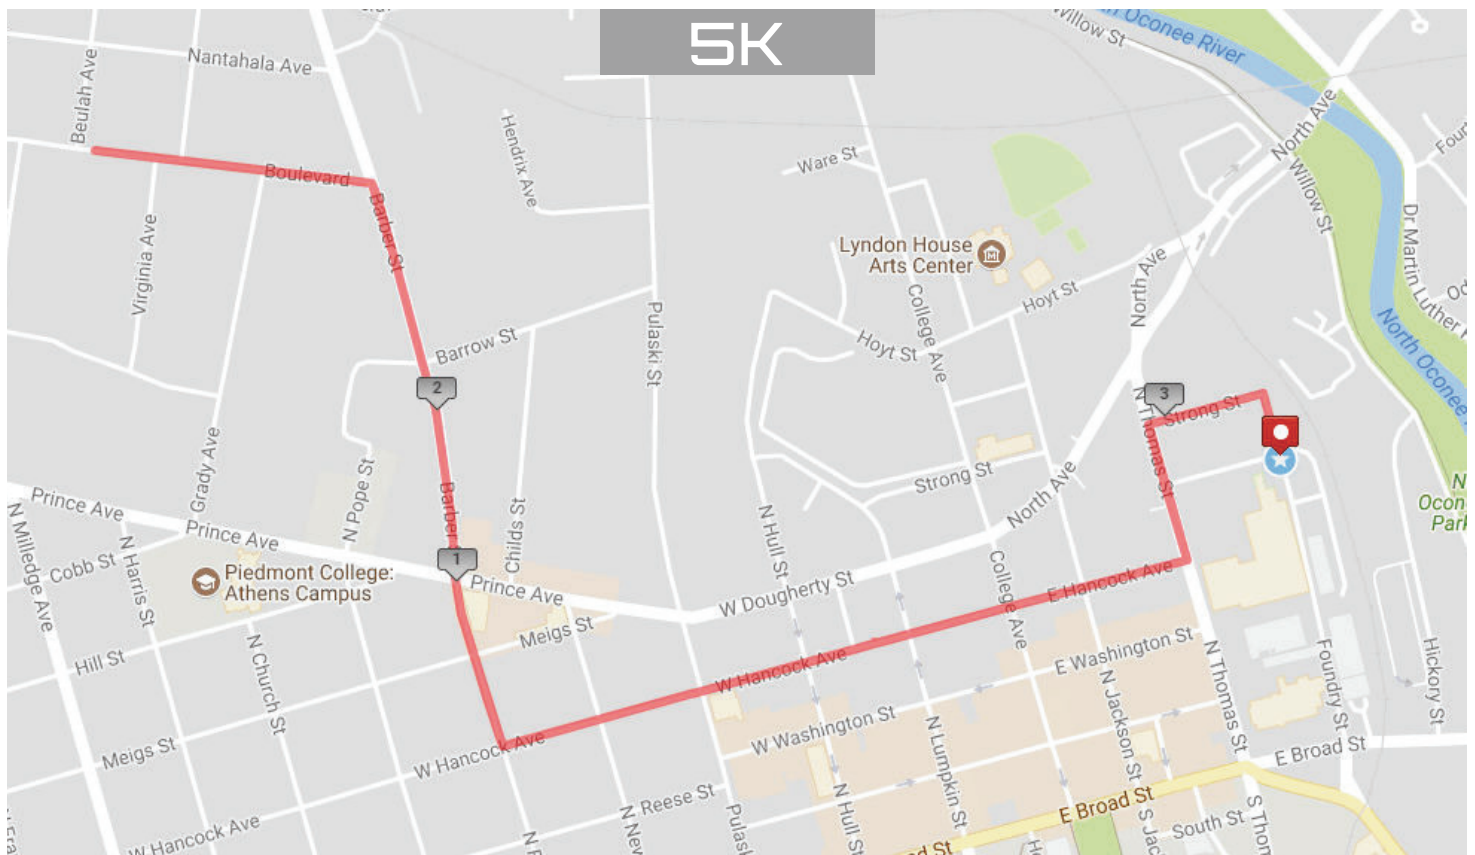 5K
Oconee River
Willow St
Nantahala Ave
Beulah Ave
North Ave
Hendrix Ave
Ware St
Willow St
Boulevard
Barber St
Virginia Ave
Lyndon House
Arts Center
Dr Martin Luther
North Ave
Hoyt St
College Ave
Pulaski St
Barrow St
Hoyt St
North Oconee
2
3
N Thomas St
Strong St
Grady Ave
N Pope St
Barber
Childs St
Strong St
North Ave
Prince Ave
Prince Ave
N Milledge Ave
N Harris St
Cobb St
1
Piedmont College:
Athens Campus
Prince Ave
N Hull St
W Dougherty St
College Ave
E Hancock Ave
Meigs St
Hill St
N Church St
W Hancock Ave
E Washington St
N Jackson St
N Thomas St
Foundry St
Hickory St
Meigs St
W Hancock Ave
W Washington St
N Lumpkin St
E Broad St
Reese St
N Hull St
E Broad St
W Hancock Ave
South St